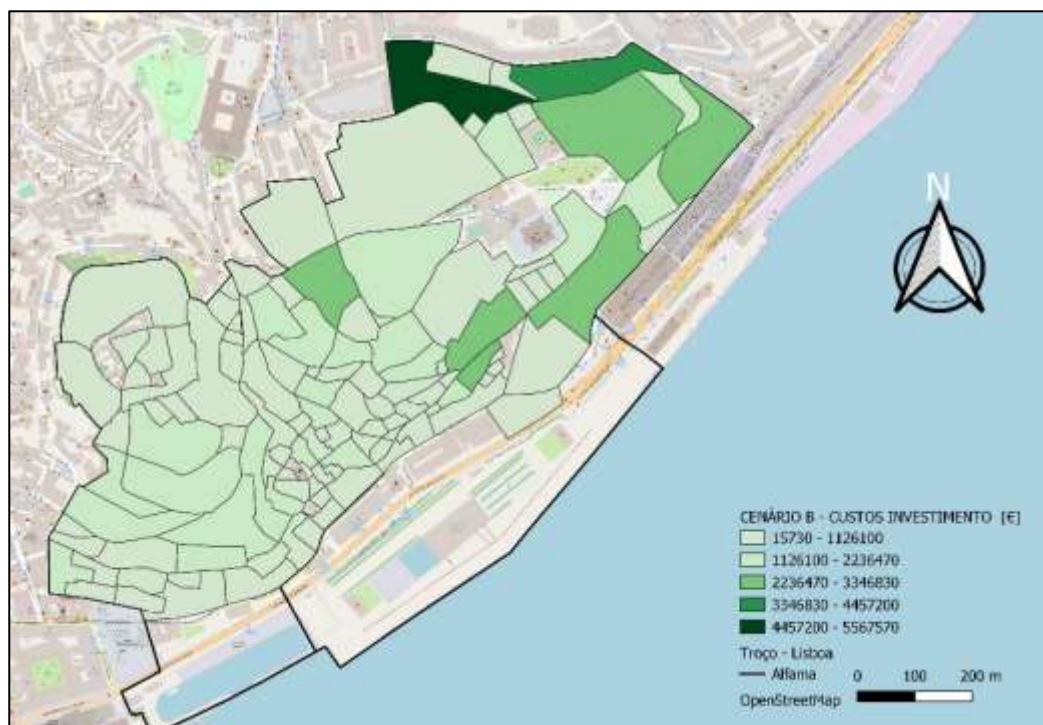 N
CENÁRIO B - CUSTOS INVESTIMENTO [€]
15730 - 1126100
1126100 - 2236470
2236470 - 3346830
3346830 - 4457200
4457200 - 5567570
Troço - Lisboa
Alfama
0 100 200 m
OpenStreetMap